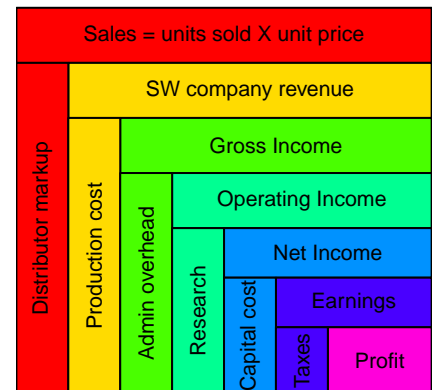 Sales = units sold X unit price
Distributor markup
SW company revenue
Production cost
Gross Income
Admin overhead
Operating Income
Research
Net Income
Capital cost
Earnings
Taxes
Profit